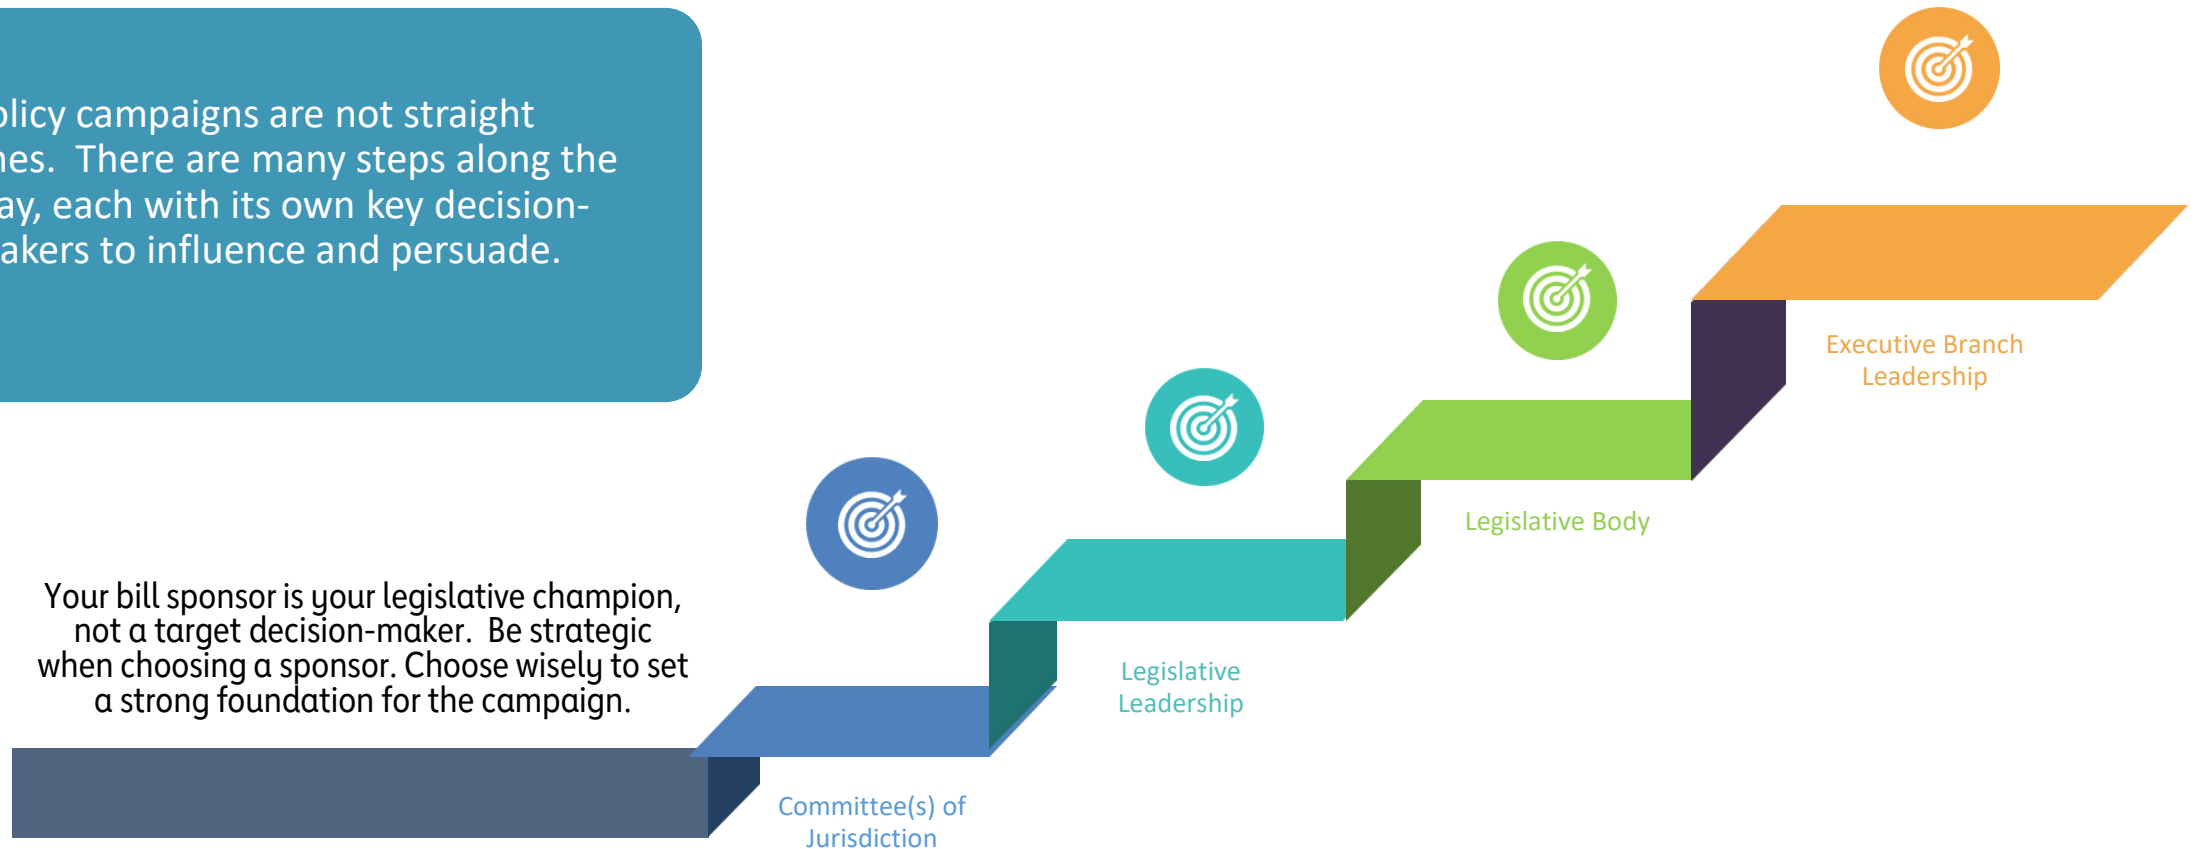 olicy campaigns are not straight
nes.  There are many steps along the
ay, each with its own key decision-
akers to influence and persuade.
Executive Branch
Leadership
Legislative Body
Your bill sponsor is your legislative champion,
not a target decision-maker.  Be strategic
when choosing a sponsor. Choose wisely to set
a strong foundation for the campaign.
Legislative
Leadership
Committee(s) of
Jurisdiction